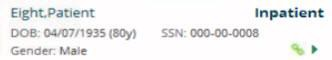 Eight,Patient Inpatient
DOB: 04/07/1935 (80y) SSN: 000-00-0008
Gender: Male